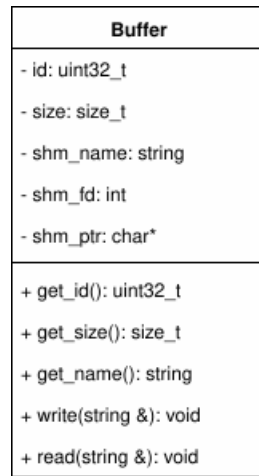 Buffer
- id: uint32_t
- size: size_t
- shm_name: string
- shm_fd: int
- shm_ptr: char*
+ get_id(): uint32_t
+ get_size(): size_t
+ get_name(): string
+ write(string &): void
+ read(string &): void